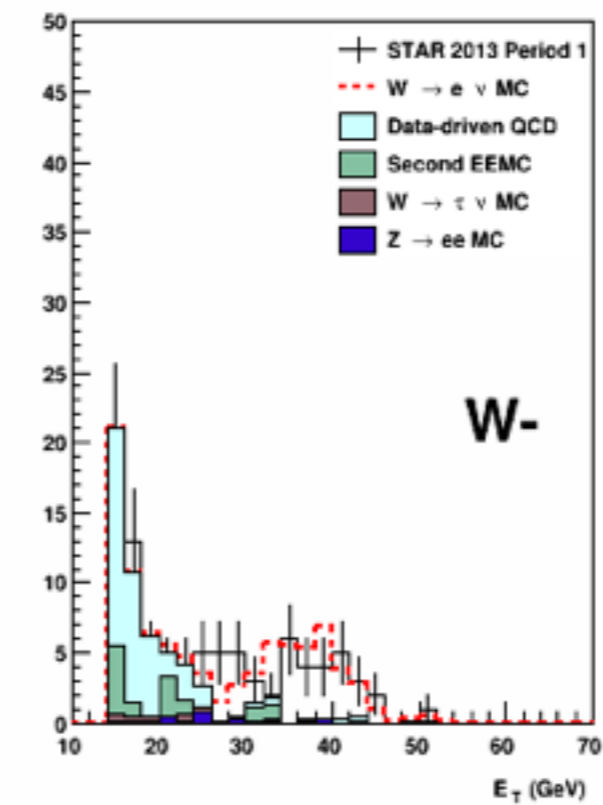 50
45
40
35
30
25
20
15
10
5
0
STAR 2013 Period 1
W → e ν MC
Data-driven QCD
Second EEMC
W → τ ν MC
Z → ee MC
W-
10 20 30 40 50 60 70
E_T (GeV)